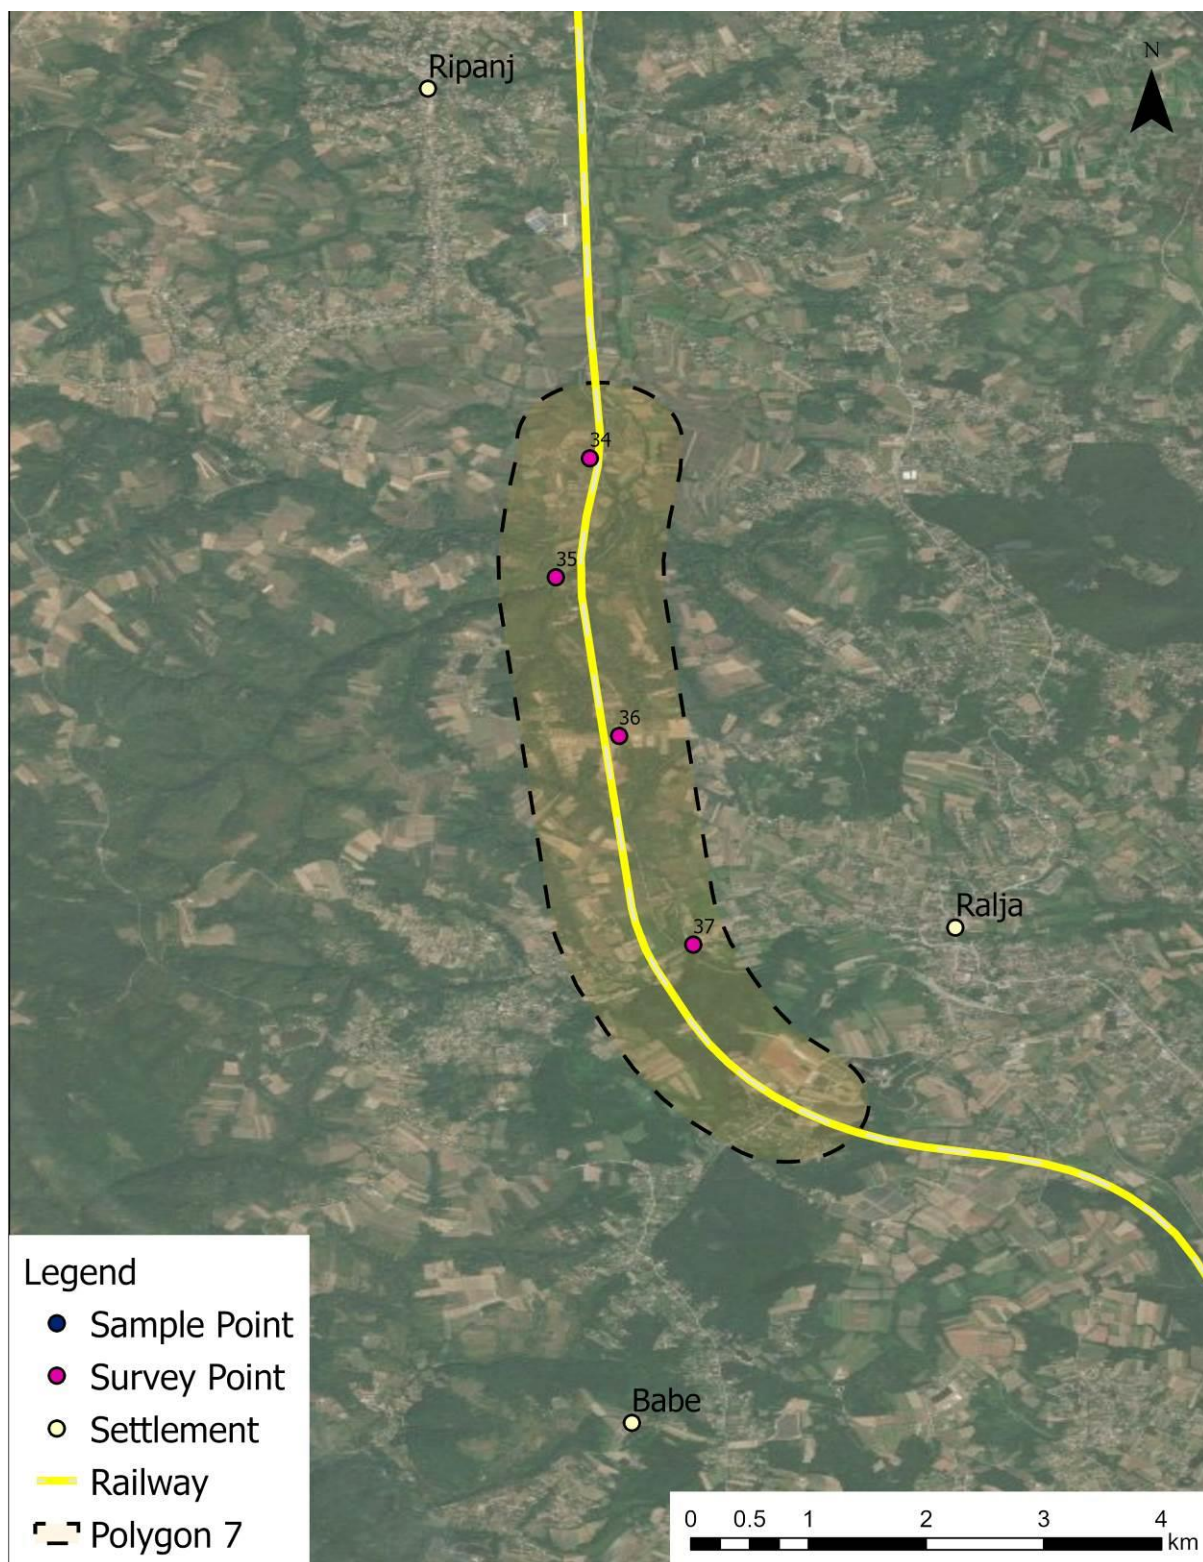 Ripanj
N
34
35
36
37
Ralja
Babe
Legend
Sample Point
Survey Point
Settlement
Railway
Polygon 7
0 0.5 1 2 3 4
km